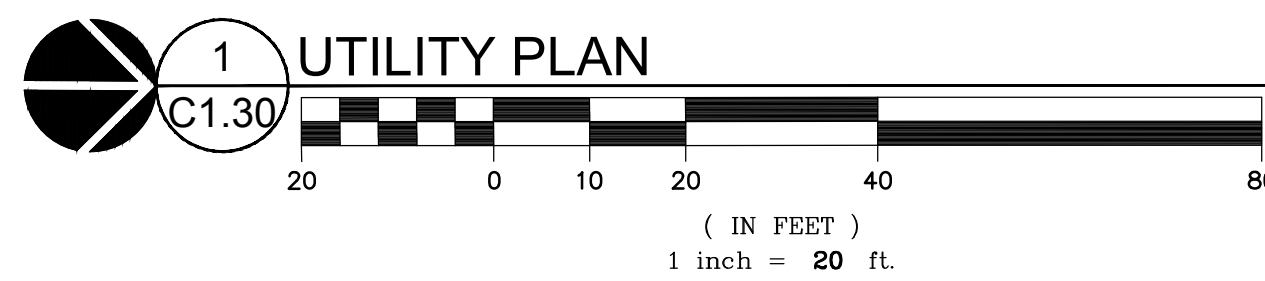 1
C1.30
UTILITY PLAN
20 0 10 20 40
( IN FEET )
1 inch = 20 ft.